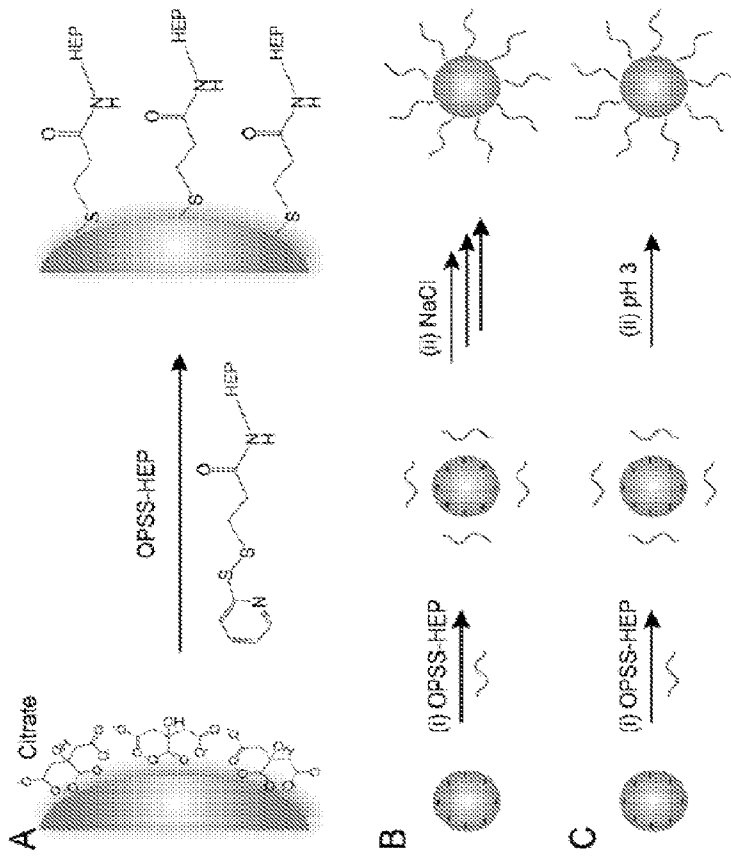 A
Citrate
OPSS-HEP
HEP
HEP
HEP
HEP
B
(i) OPSS-HEP
(ii) NaCl
C
(i) OPSS-HEP
(ii) pH 3